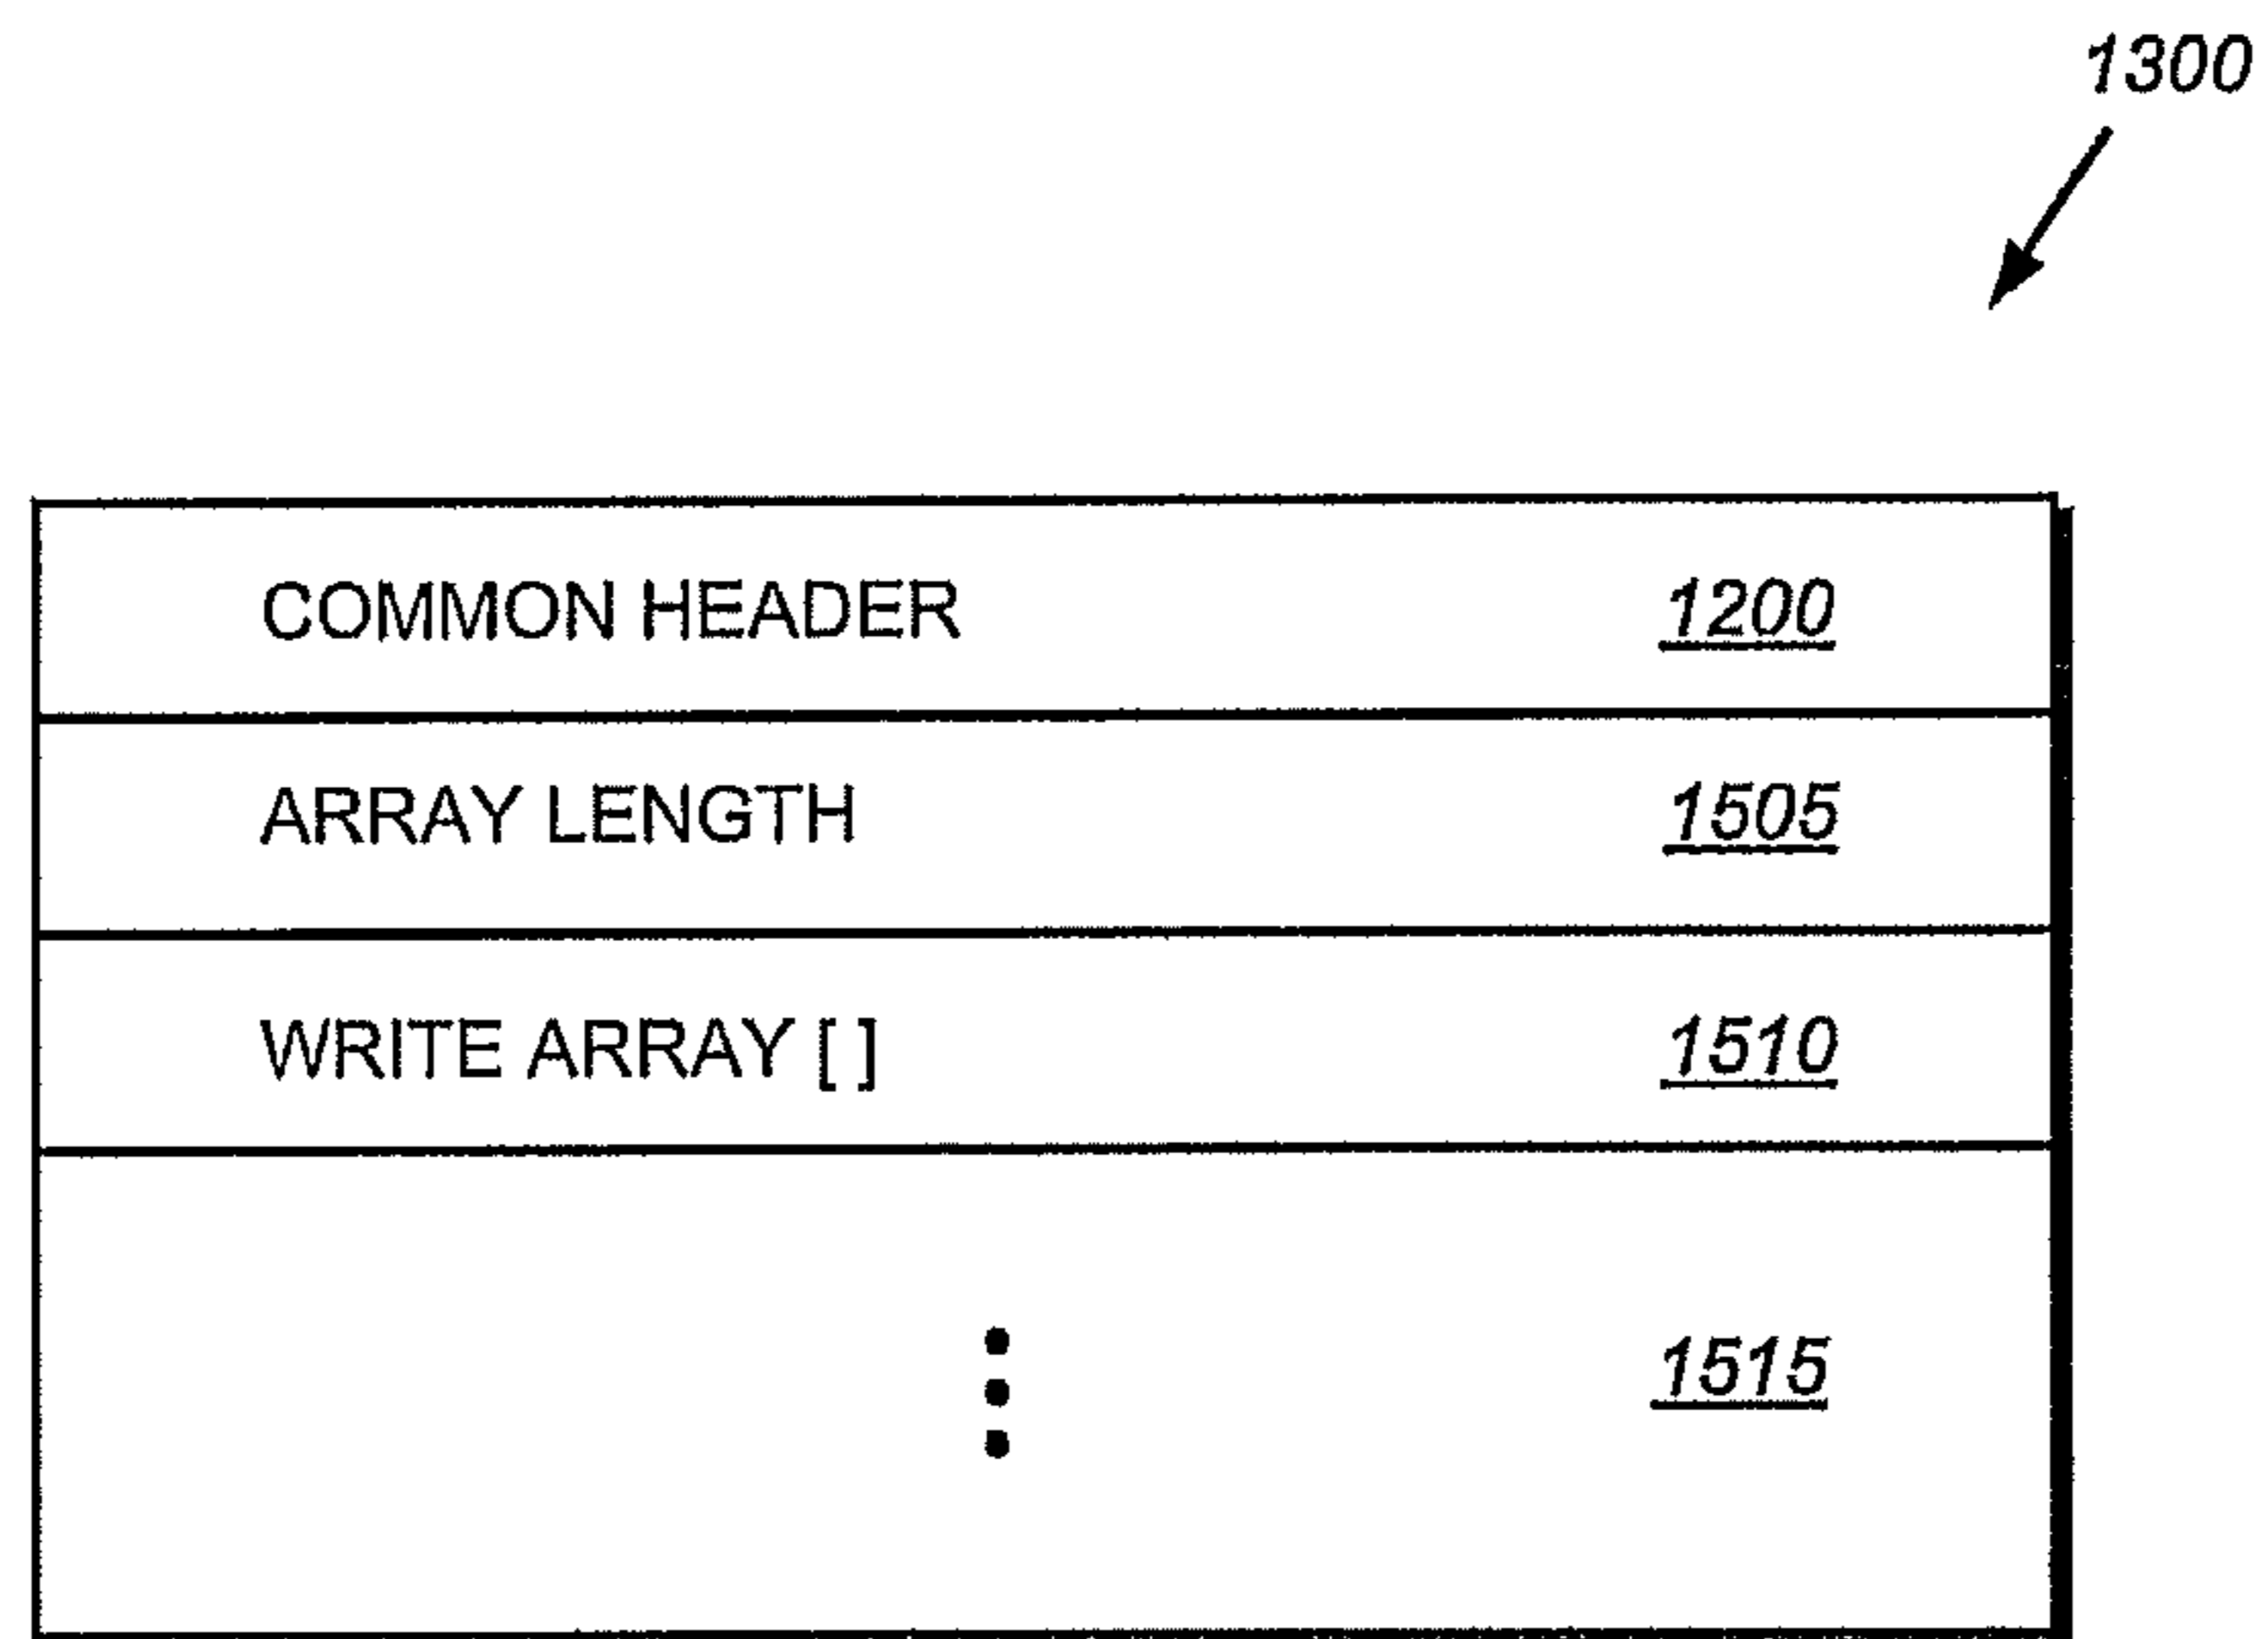 1300
COMMON HEADER 1200
ARRAY LENGTH 1505
WRITE ARRAY [ ] 1510
1515